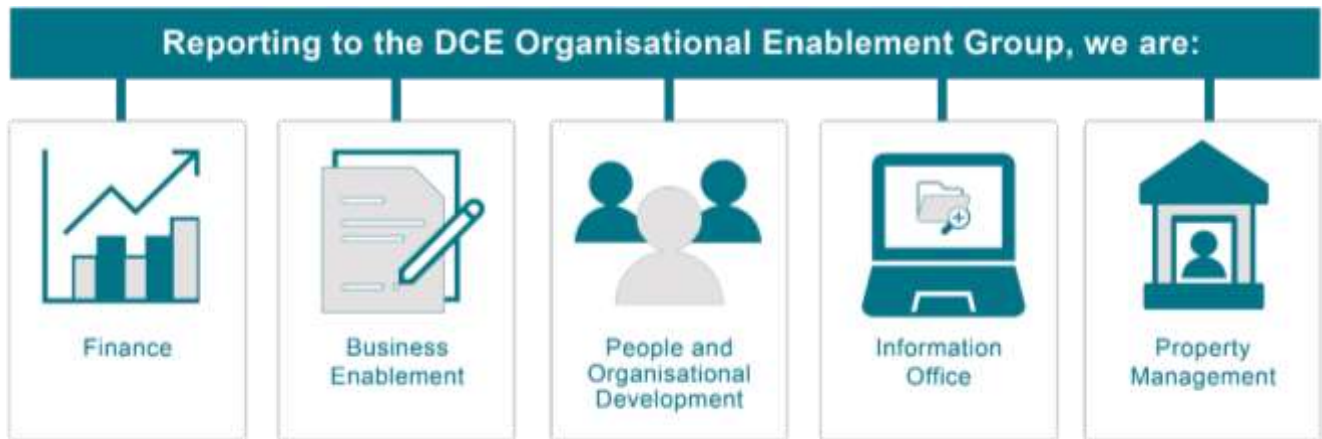 Reporting to the DCE Organisational Enablement Group, we are:
Finance
Business
Enablement
People and
Organisational
Development
Information
Office
Property
Management